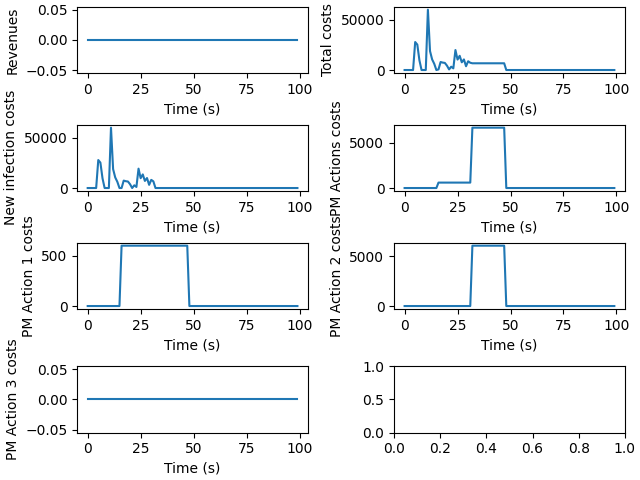 Revenues
0.05
0.00
−0.05
0 25 50 75 100
Time (s)
Total costs
50000
0
0 25 50 75 100
Time (s)
New infection costs
50000
0
0 25 50 75 100
Time (s)
PM Actions costs
5000
0
0 25 50 75 100
Time (s)
PM Action 1 costs
500
0
0 25 50 75 100
Time (s)
PM Action 2 costs
5000
0
0 25 50 75 100
Time (s)
PM Action 3 costs
0.05
0.00
−0.05
0 25 50 75 100
Time (s)
1.0
0.5
0.0
0.0 0.2 0.4 0.6 0.8 1.0